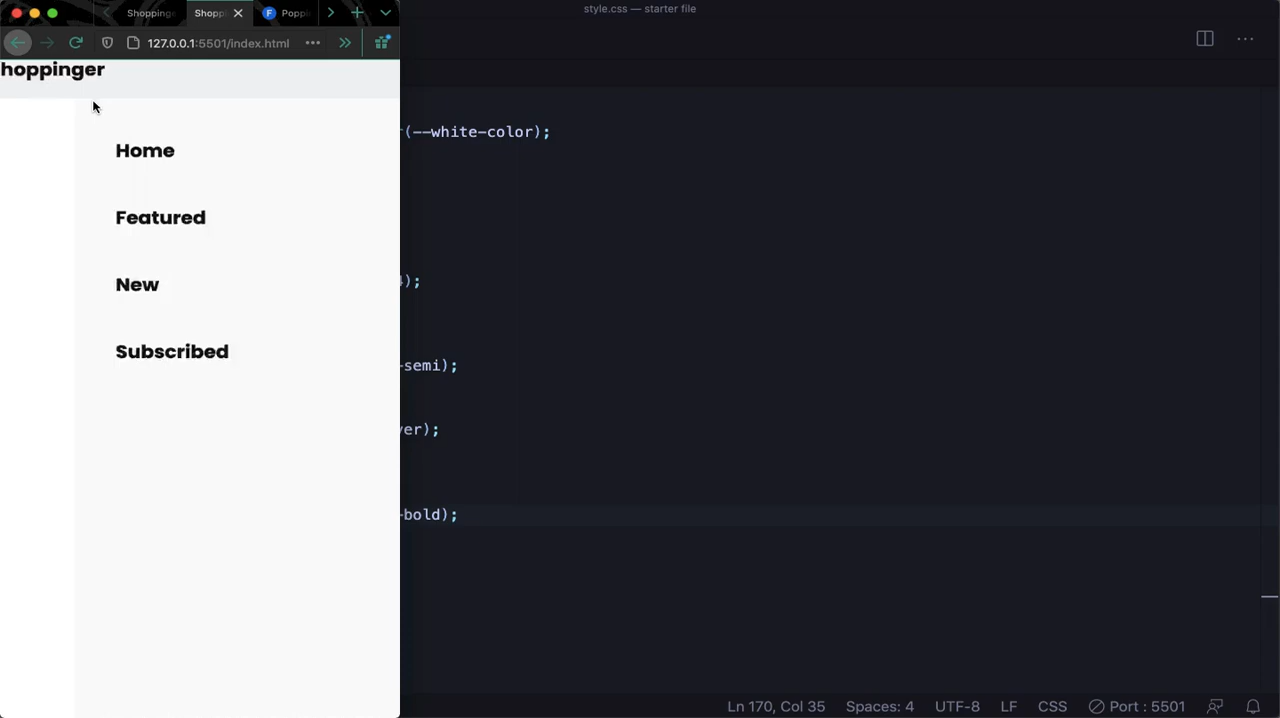 style.css — starter file
Shopping
Shopp
Poppi
127.0.0.1:5501/index.html
hoppinger
(--white-color);
Home
Featured
);
New
Subscribed
-semi);
ver);
-bold);
Ln 170, Col 35
Spaces: 4
UTF-8
LF
CSS
Port : 5501